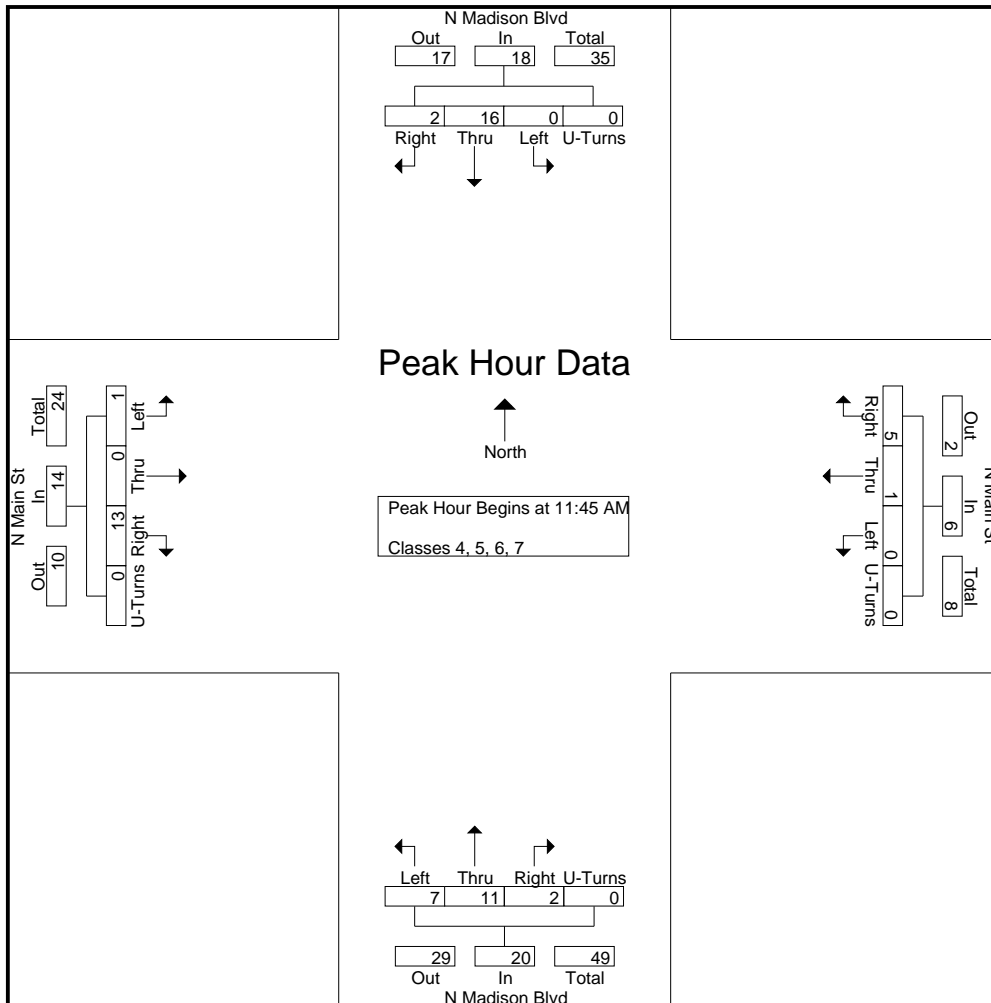 N Madison Blvd
Out In Total
17 18 35
2 16 0 0
Right Thru Left U-Turns
Peak Hour Data
North
Peak Hour Begins at 11:45 AM
Classes 4, 5, 6, 7
N Main St
Total In Out
24 14 10
1 0 13 0
Left Thru Right U-Turns
N Main St
Out In Total
2 6 8
5 1 0 0
Right Thru Left U-Turns
Left Thru Right U-Turns
7 11 2 0
29 20 49
Out In Total
N Madison Blvd